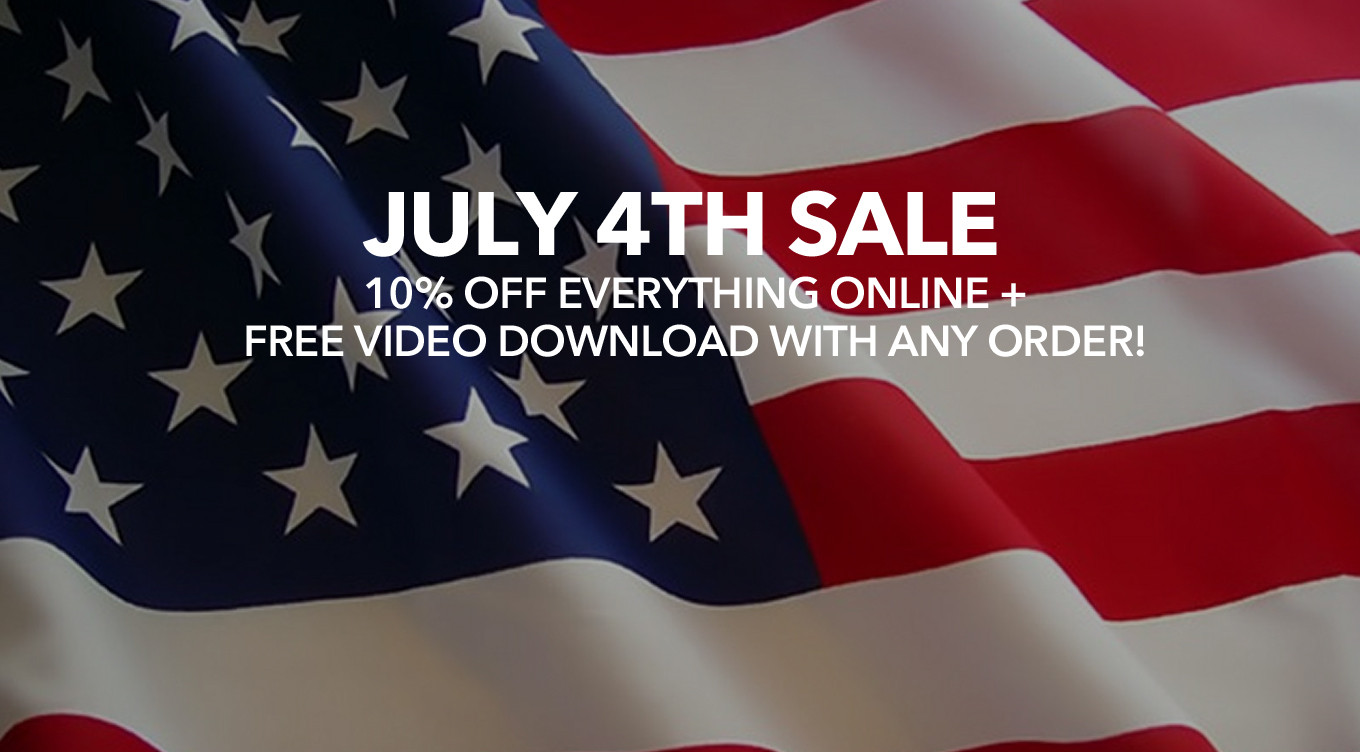 JULY 4TH SALE
10% OFF EVERYTHING ONLINE +
FREE VIDEO DOWNLOAD WITH ANY ORDER!